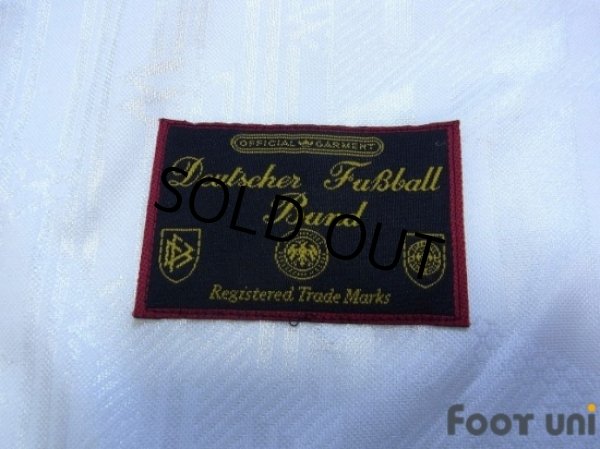 OFFICIAL GARMENT
Deutscher Fußball
Bund
SOLD OUT
Registered Trade Marks
Foot uni